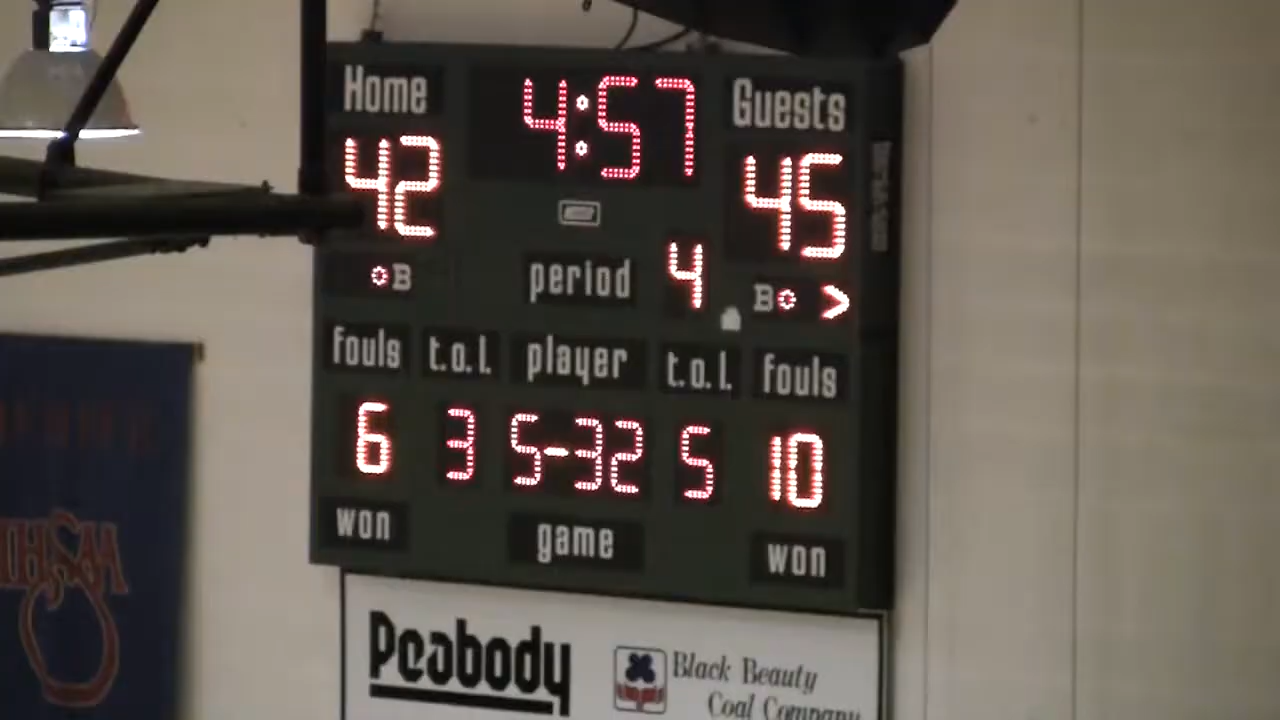 Home 4:57 Guests
42 45
B period 4 B >
fouls t.o.l. player t.o.l. fouls
6 3 5-32 5 10
won game won
Peabody
Black Beauty
Coal Company